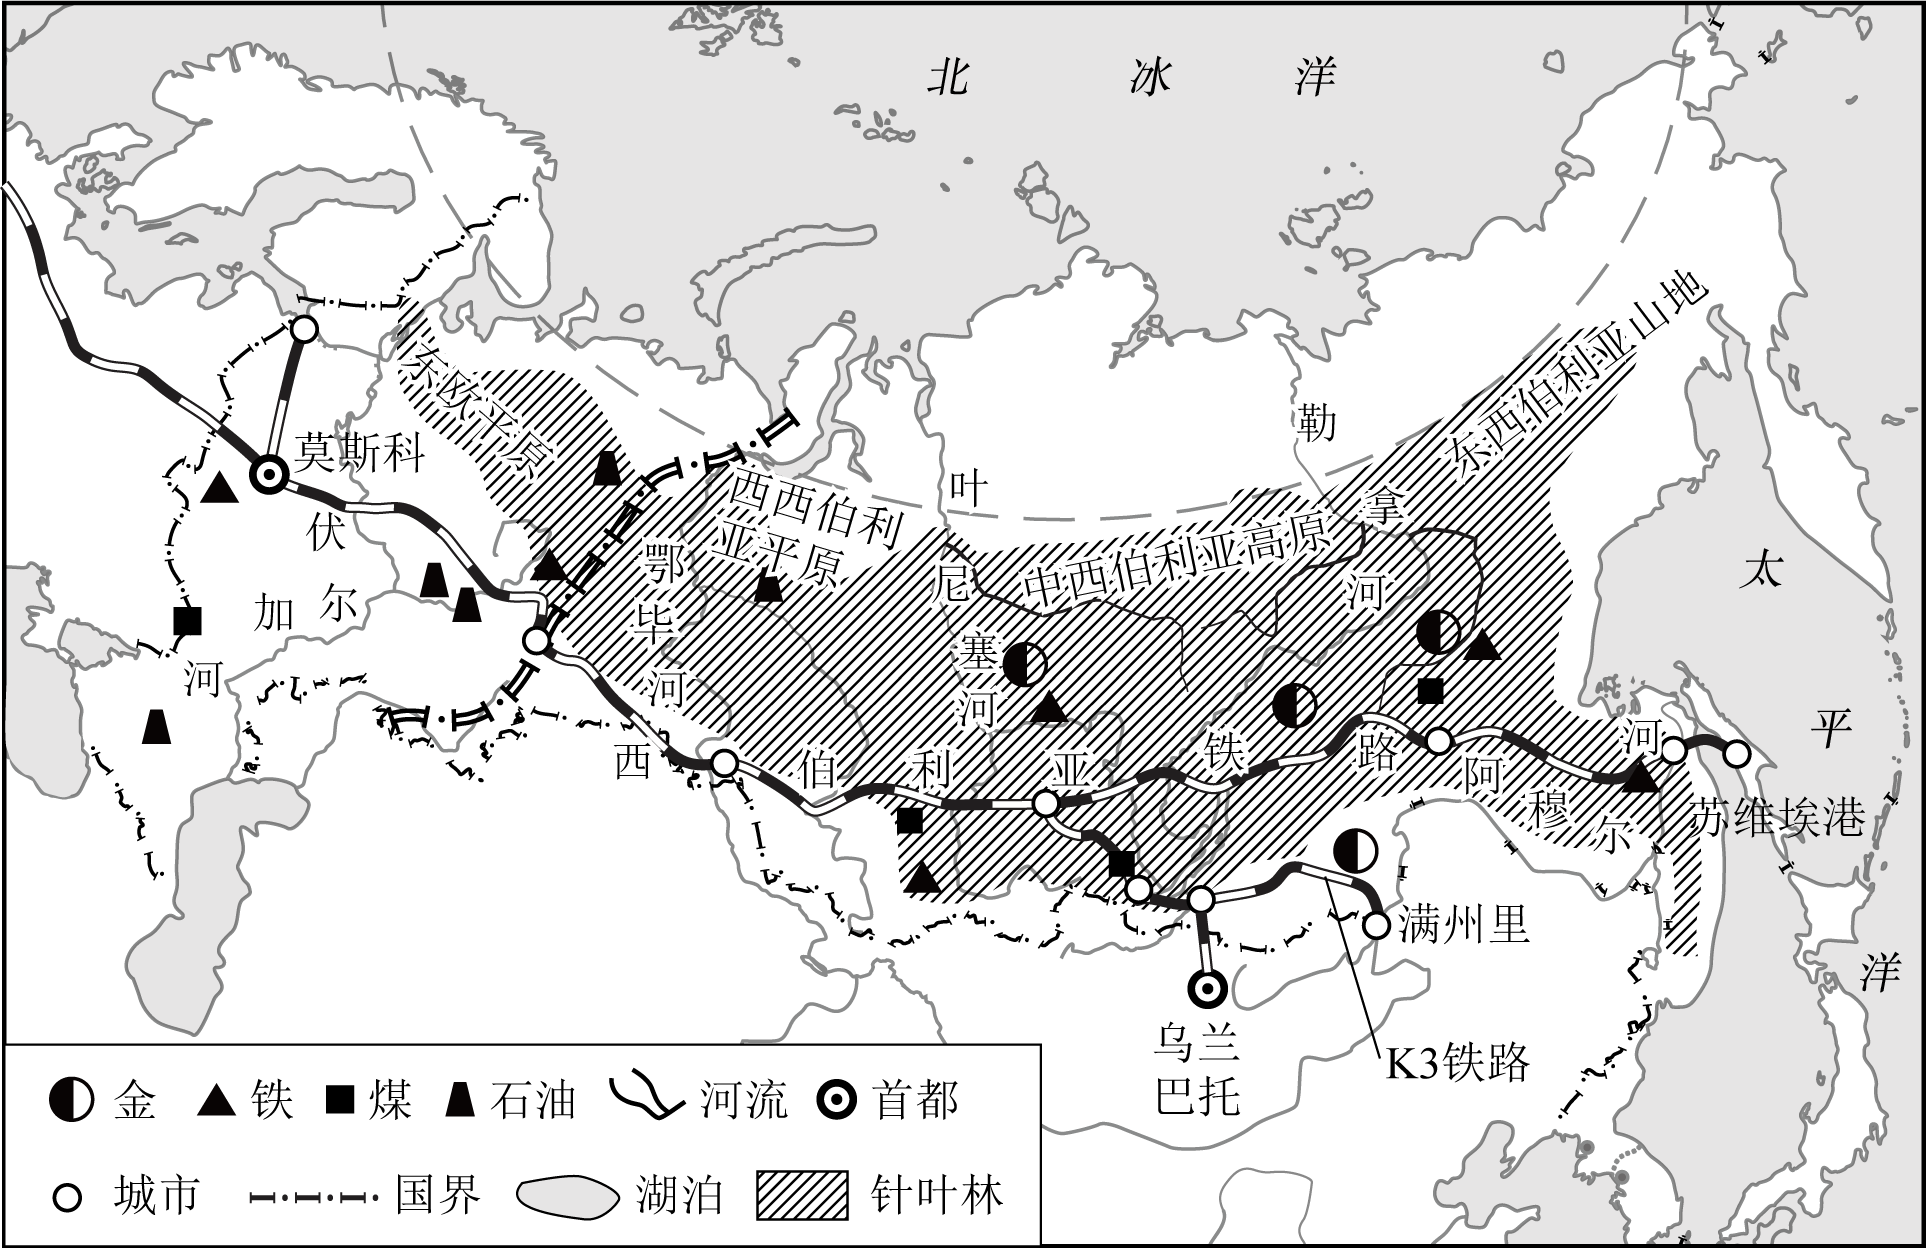 北冰洋
东欧平原
莫斯科
西西伯利
亚平原
中西伯利亚高原
东西伯利亚山地
叶尼塞河
勒拿河
鄂毕河
伏加尔河
西伯利亚铁路
阿穆尔河
苏维埃港
太平洋
满州里
乌兰
巴托
K3铁路
金 铁 煤 石油 河流 首都
城市 国界 湖泊 针叶林